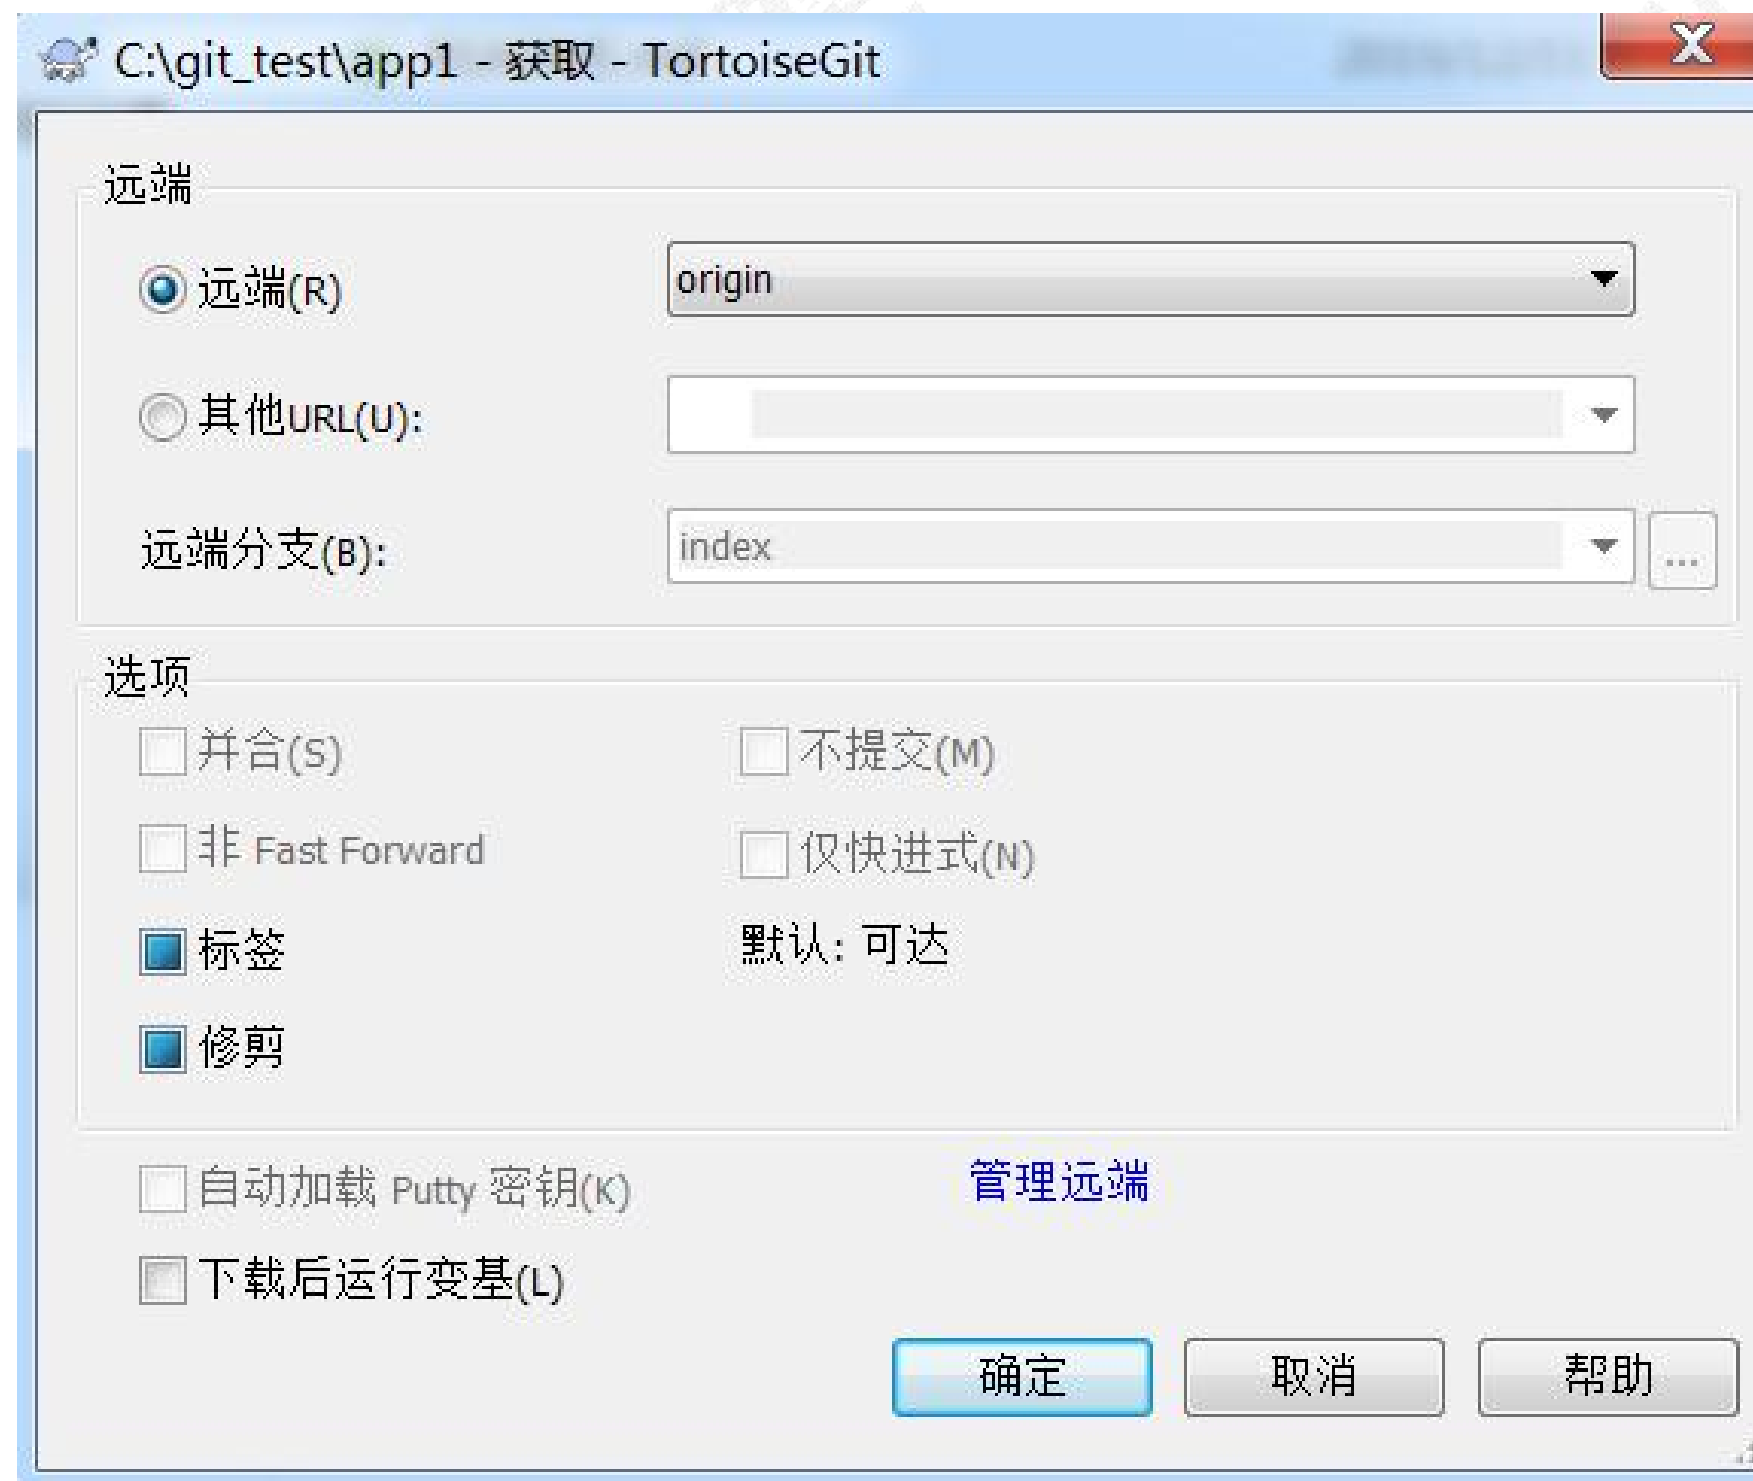 C:\git_test\app1 - 获取 - TortoiseGit
远端
远端(R) origin
其他URL(U):
远端分支(B): index ...
选项
并合(S) 不提交(M)
非 Fast Forward 仅快进式(N)
标签 默认: 可达
修剪
自动加载 Putty 密钥(K) 管理远端
下载后运行变基(L)
确定 取消 帮助